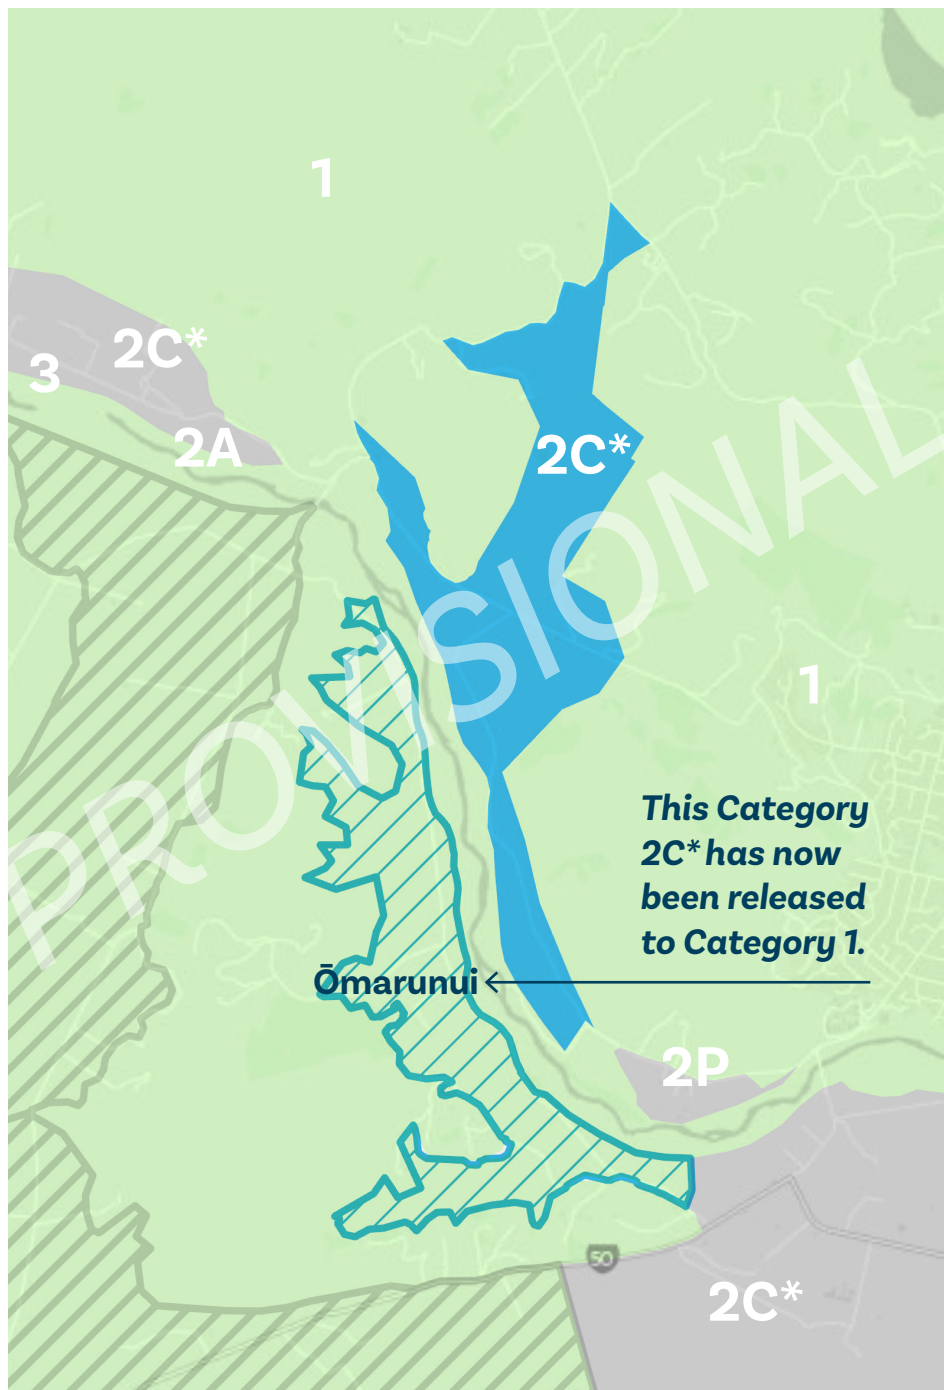 1
2C*
3
2A
2C*
PROVISIONAL
1
This Category
2C* has now
been released
to Category 1.
Ōmarunui
2P
50
2C*